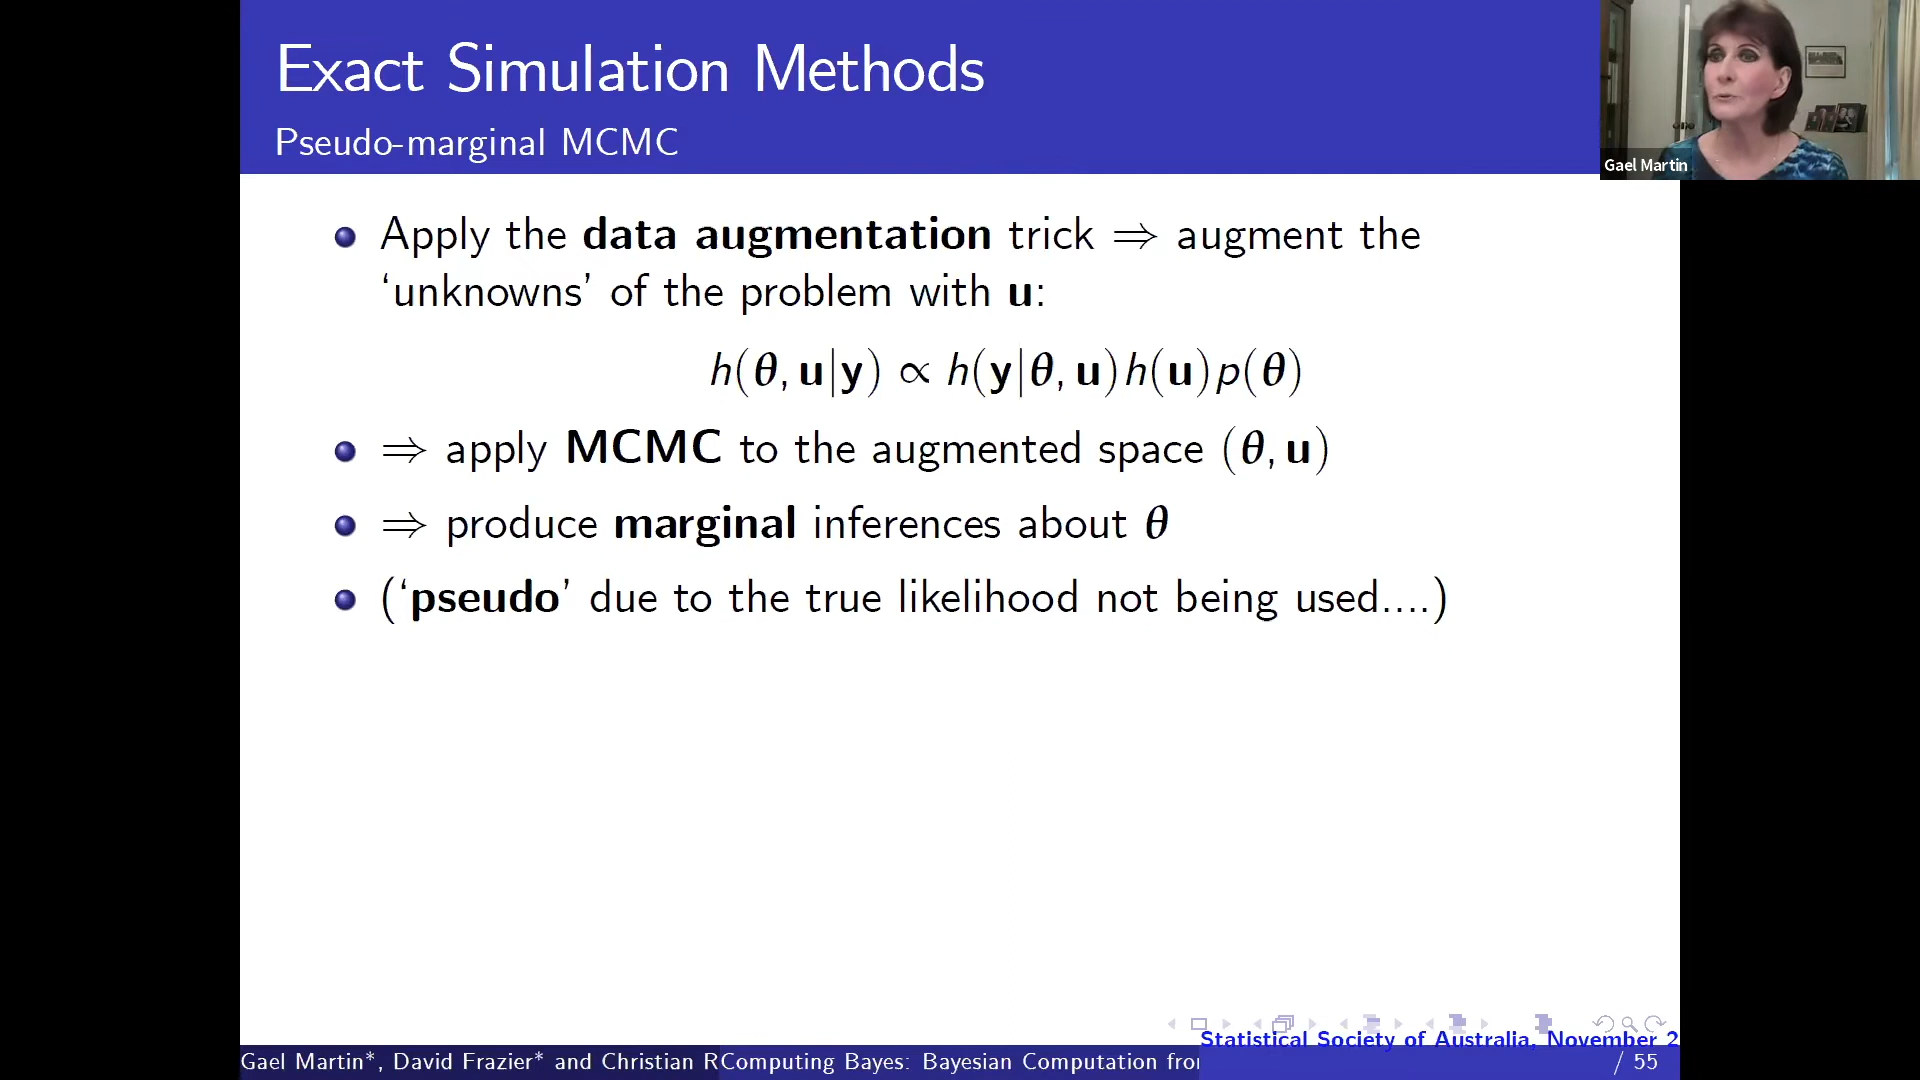 Exact Simulation Methods
Pseudo-marginal MCMC
Gael Martin
Apply the data augmentation trick ⇒ augment the
‘unknowns’ of the problem with u:
h(θ, u|y) ∝ h(y|θ, u)h(u)p(θ)
⇒ apply MCMC to the augmented space (θ, u)
⇒ produce marginal inferences about θ
(‘pseudo’ due to the true likelihood not being used....)
Statistical Society of Australia, November 2
Gael Martin*, David Frazier* and Christian R Computing Bayes: Bayesian Computation from / 55